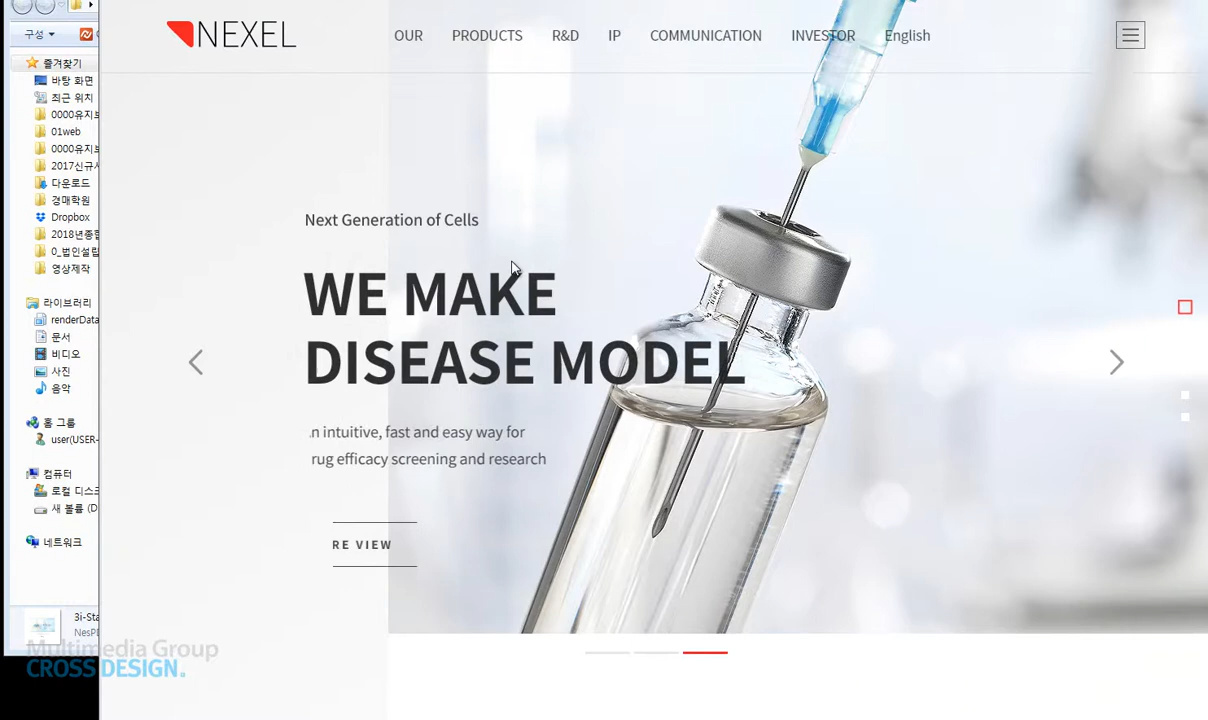 구성
즐겨찾기
바탕 화면
최근 위치
0000유지보
01web
0000유지보
2017신규사
다운로드
경매학원
Dropbox
2018년종합
0_법인설립
영상제작
라이브러리
renderData
문서
비디오
사진
음악
홈 그룹
user(USER-
컴퓨터
로컬 디스크
새 볼륨 (D
네트워크
3i-Sta
NesPD
NEXEL
OUR PRODUCTS R&D IP COMMUNICATION INVESTOR English
Next Generation of Cells
WE MAKE
DISEASE MODEL
n intuitive, fast and easy way for
rug efficacy screening and research
RE VIEW
Multimedia Group
CROSS DESIGN.